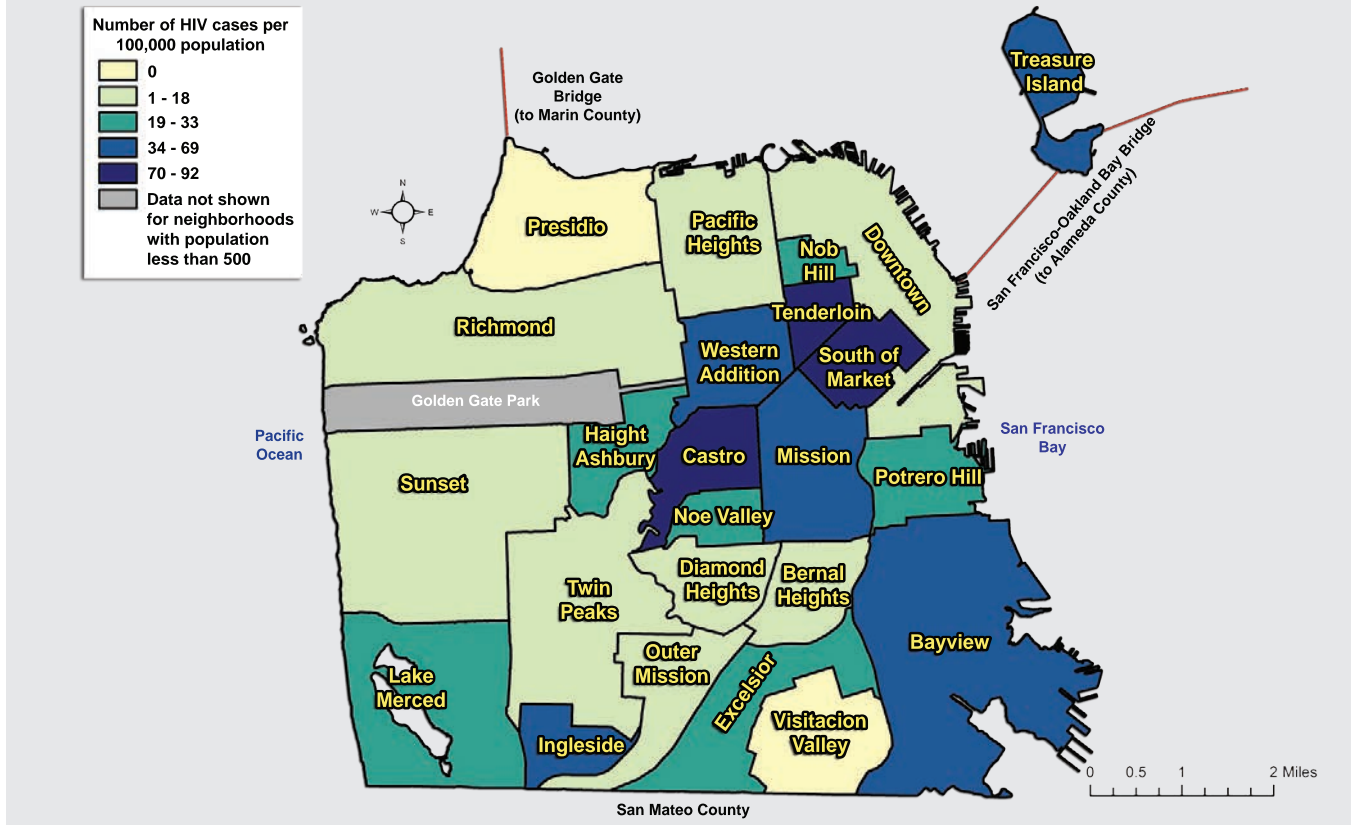 Number of HIV cases per
100,000 population
0
1 - 18
19 - 33
34 - 69
70 - 92
Data not shown
for neighborhoods
with population
less than 500
Golden Gate
Bridge
(to Marin County)
N
W
E
S
Treasure
Island
San Francisco-Oakland Bay Bridge
(to Alameda County)
Presidio
Pacific
Heights
Nob
Hill
Downtown
Richmond
Tenderloin
Western
Addition
South of
Market
Golden Gate Park
Pacific
Ocean
Haight
Ashbury
Castro
Mission
San Francisco
Bay
Potrero Hill
Sunset
Noe Valley
Diamond
Heights
Bernal
Heights
Twin
Peaks
Bayview
Outer
Mission
Lake
Merced
Excelsior
Visitacion
Valley
Ingleside
San Mateo County
0 0.5 1 2 Miles